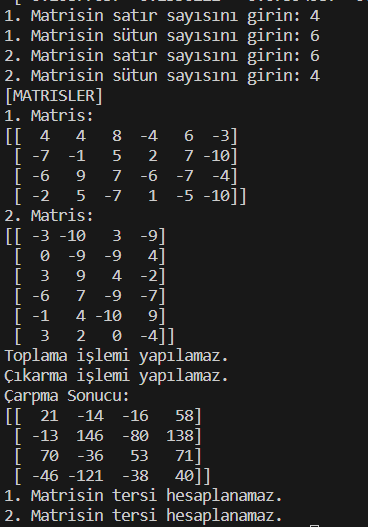 1. Matrisin satır sayısını girin: 4
1. Matrisin sütun sayısını girin: 6
2. Matrisin satır sayısını girin: 6
2. Matrisin sütun sayısını girin: 4
[MATRISLER]
1. Matris:
[[  4   4   8  -4   6  -3]
 [ -7  -1   5   2   7 -10]
 [ -6   9   7  -6  -7  -4]
 [ -2   5  -7   1  -5 -10]]
2. Matris:
[[ -3 -10   3  -9]
 [  0  -9  -9   4]
 [  3   9   4  -2]
 [ -6   7  -9  -7]
 [ -1   4 -10   9]
 [  3   2   0  -4]]
Toplama işlemi yapılamaz.
Çıkarma işlemi yapılamaz.
Çarpma Sonucu:
[[  21  -14  -16   58]
 [ -13  146  -80  138]
 [  70  -36   53   71]
 [ -46 -121  -38   40]]
1. Matrisin tersi hesaplanamaz.
2. Matrisin tersi hesaplanamaz.